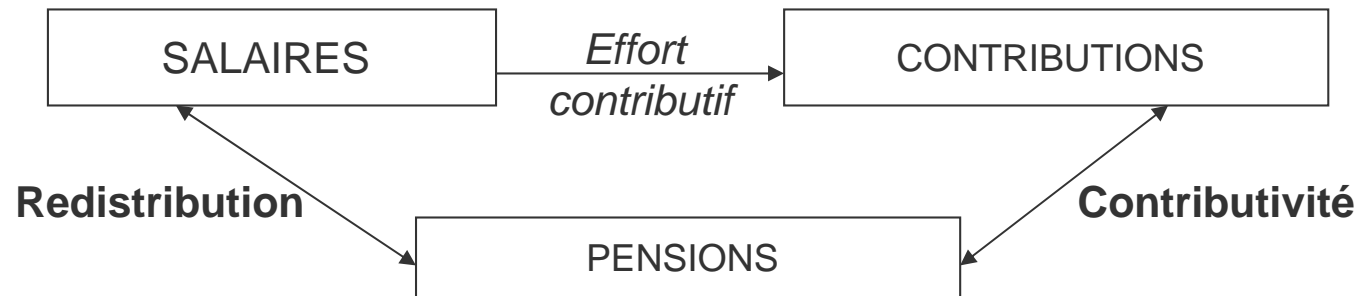 SALAIRES
Effort
contributif
CONTRIBUTIONS
Redistribution
Contributivité
PENSIONS